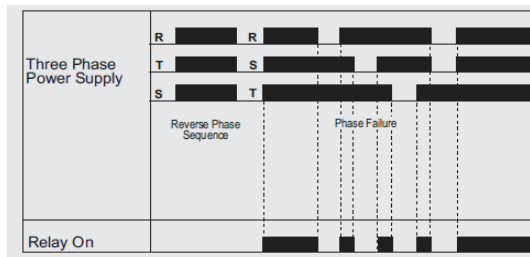 R R
Three Phase
Power Supply
T S
S T
Reverse Phase
Sequence
Phase Failure
Relay On